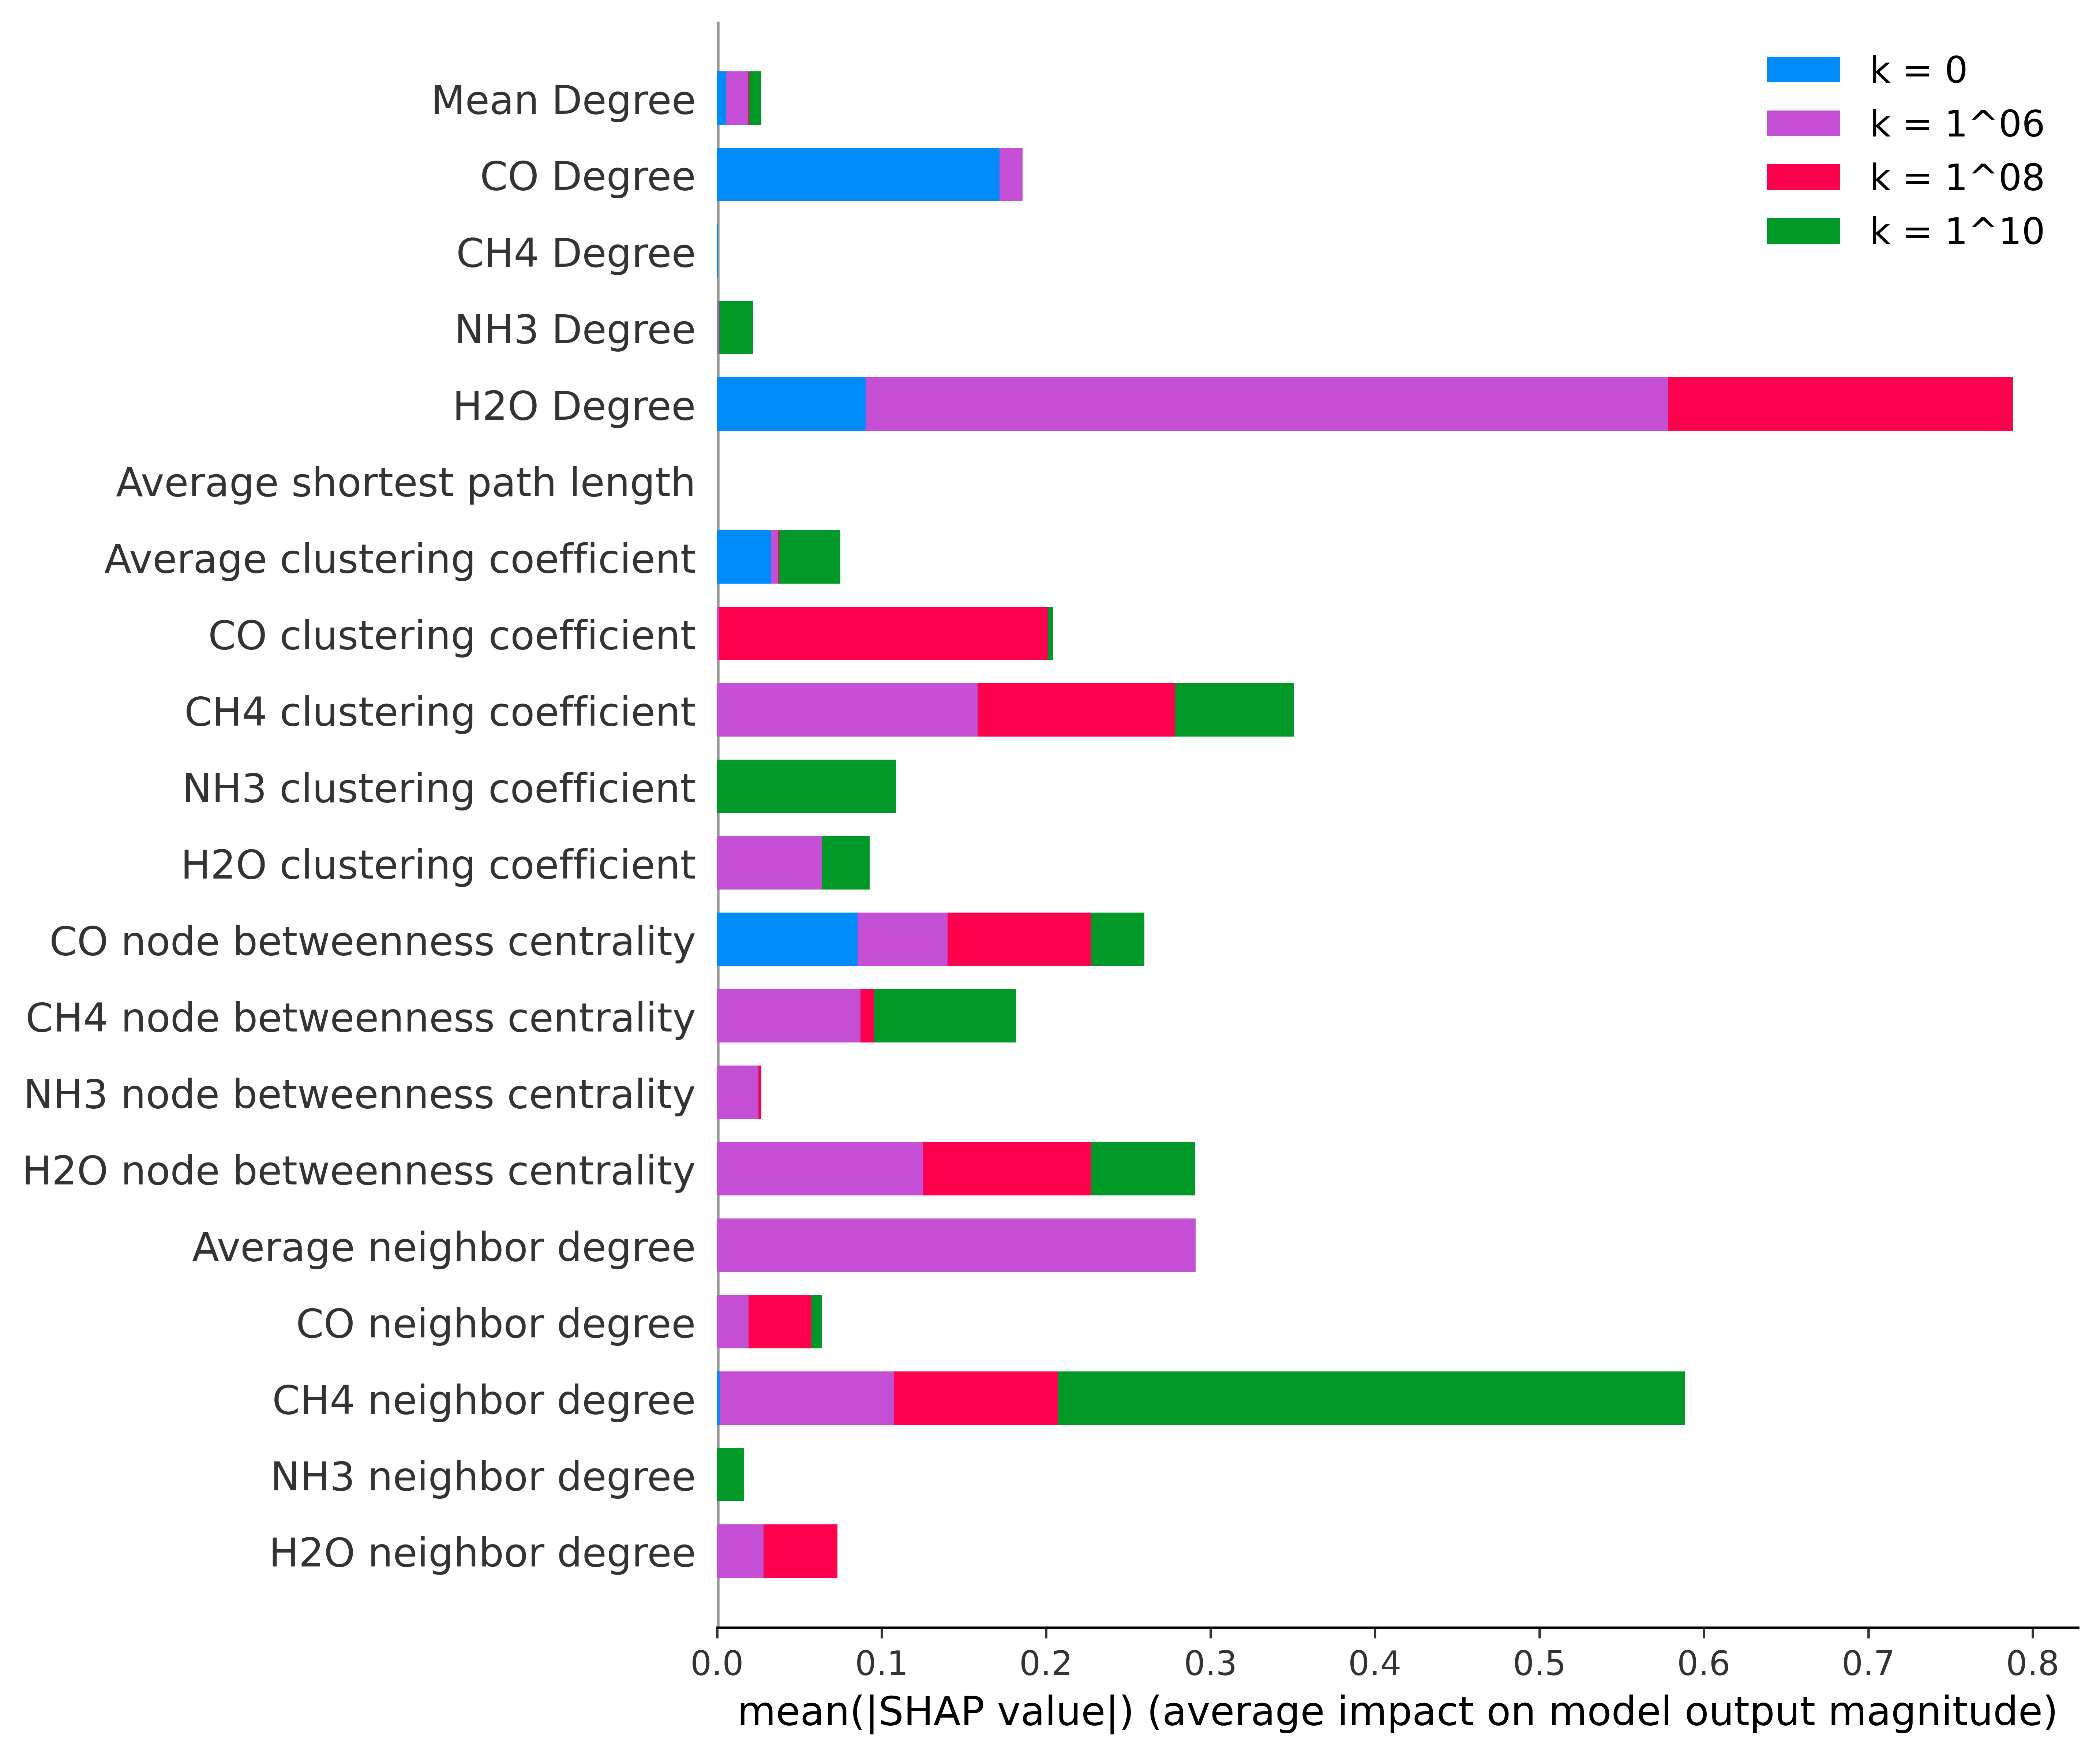 k = 0
k = 1^06
k = 1^08
k = 1^10
Mean Degree
CO Degree
CH4 Degree
NH3 Degree
H2O Degree
Average shortest path length
Average clustering coefficient
CO clustering coefficient
CH4 clustering coefficient
NH3 clustering coefficient
H2O clustering coefficient
CO node betweenness centrality
CH4 node betweenness centrality
NH3 node betweenness centrality
H2O node betweenness centrality
Average neighbor degree
CO neighbor degree
CH4 neighbor degree
NH3 neighbor degree
H2O neighbor degree
0.0 0.1 0.2 0.3 0.4 0.5 0.6 0.7 0.8
mean(|SHAP value|) (average impact on model output magnitude)